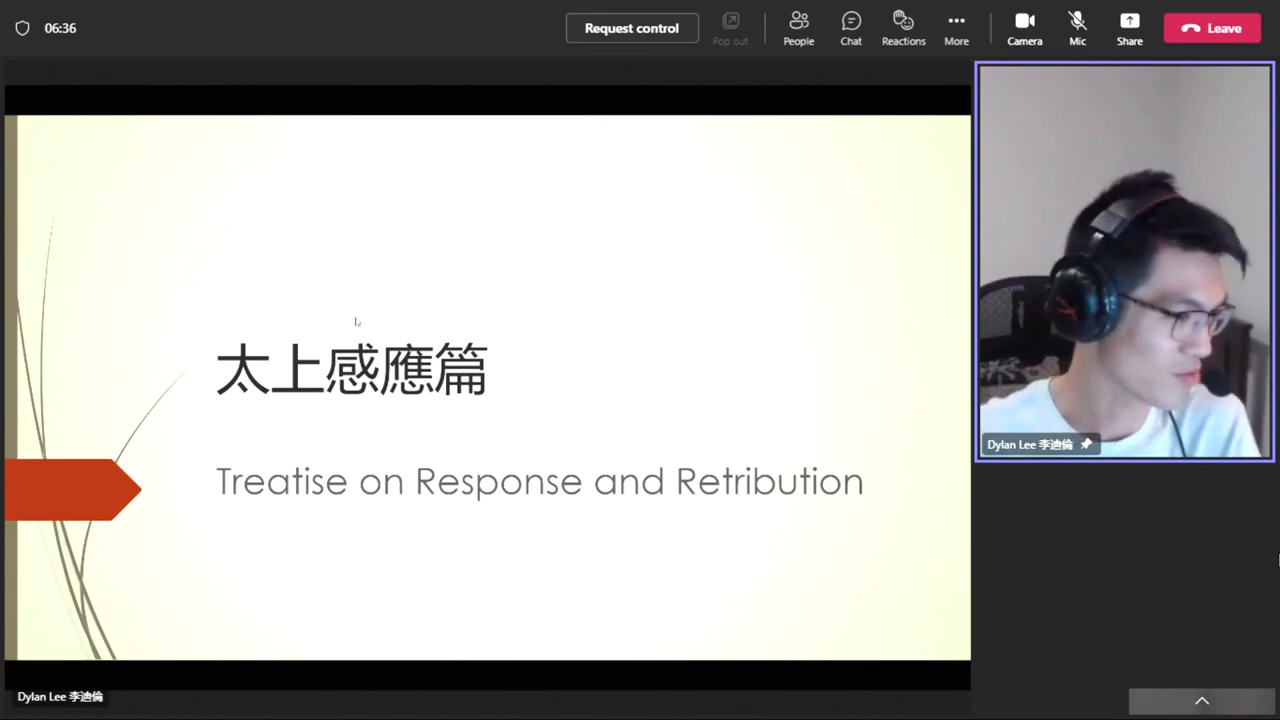 06:36
Request control
Pop out
People
Chat
Reactions
More
Camera
Mic
Share
Leave
太上感應篇
Treatise on Response and Retribution
Dylan Lee 李迪倫
Dylan Lee 李迪倫